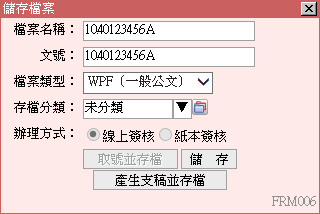 儲存檔案
檔案名稱： 1040123456A
文號： 1040123456A
檔案類型： WPF〔一般公文〕
存檔分類： 未分類
辦理方式： 線上簽核 紙本簽核
取號並存檔 儲 存
產生支稿並存檔
FRM006